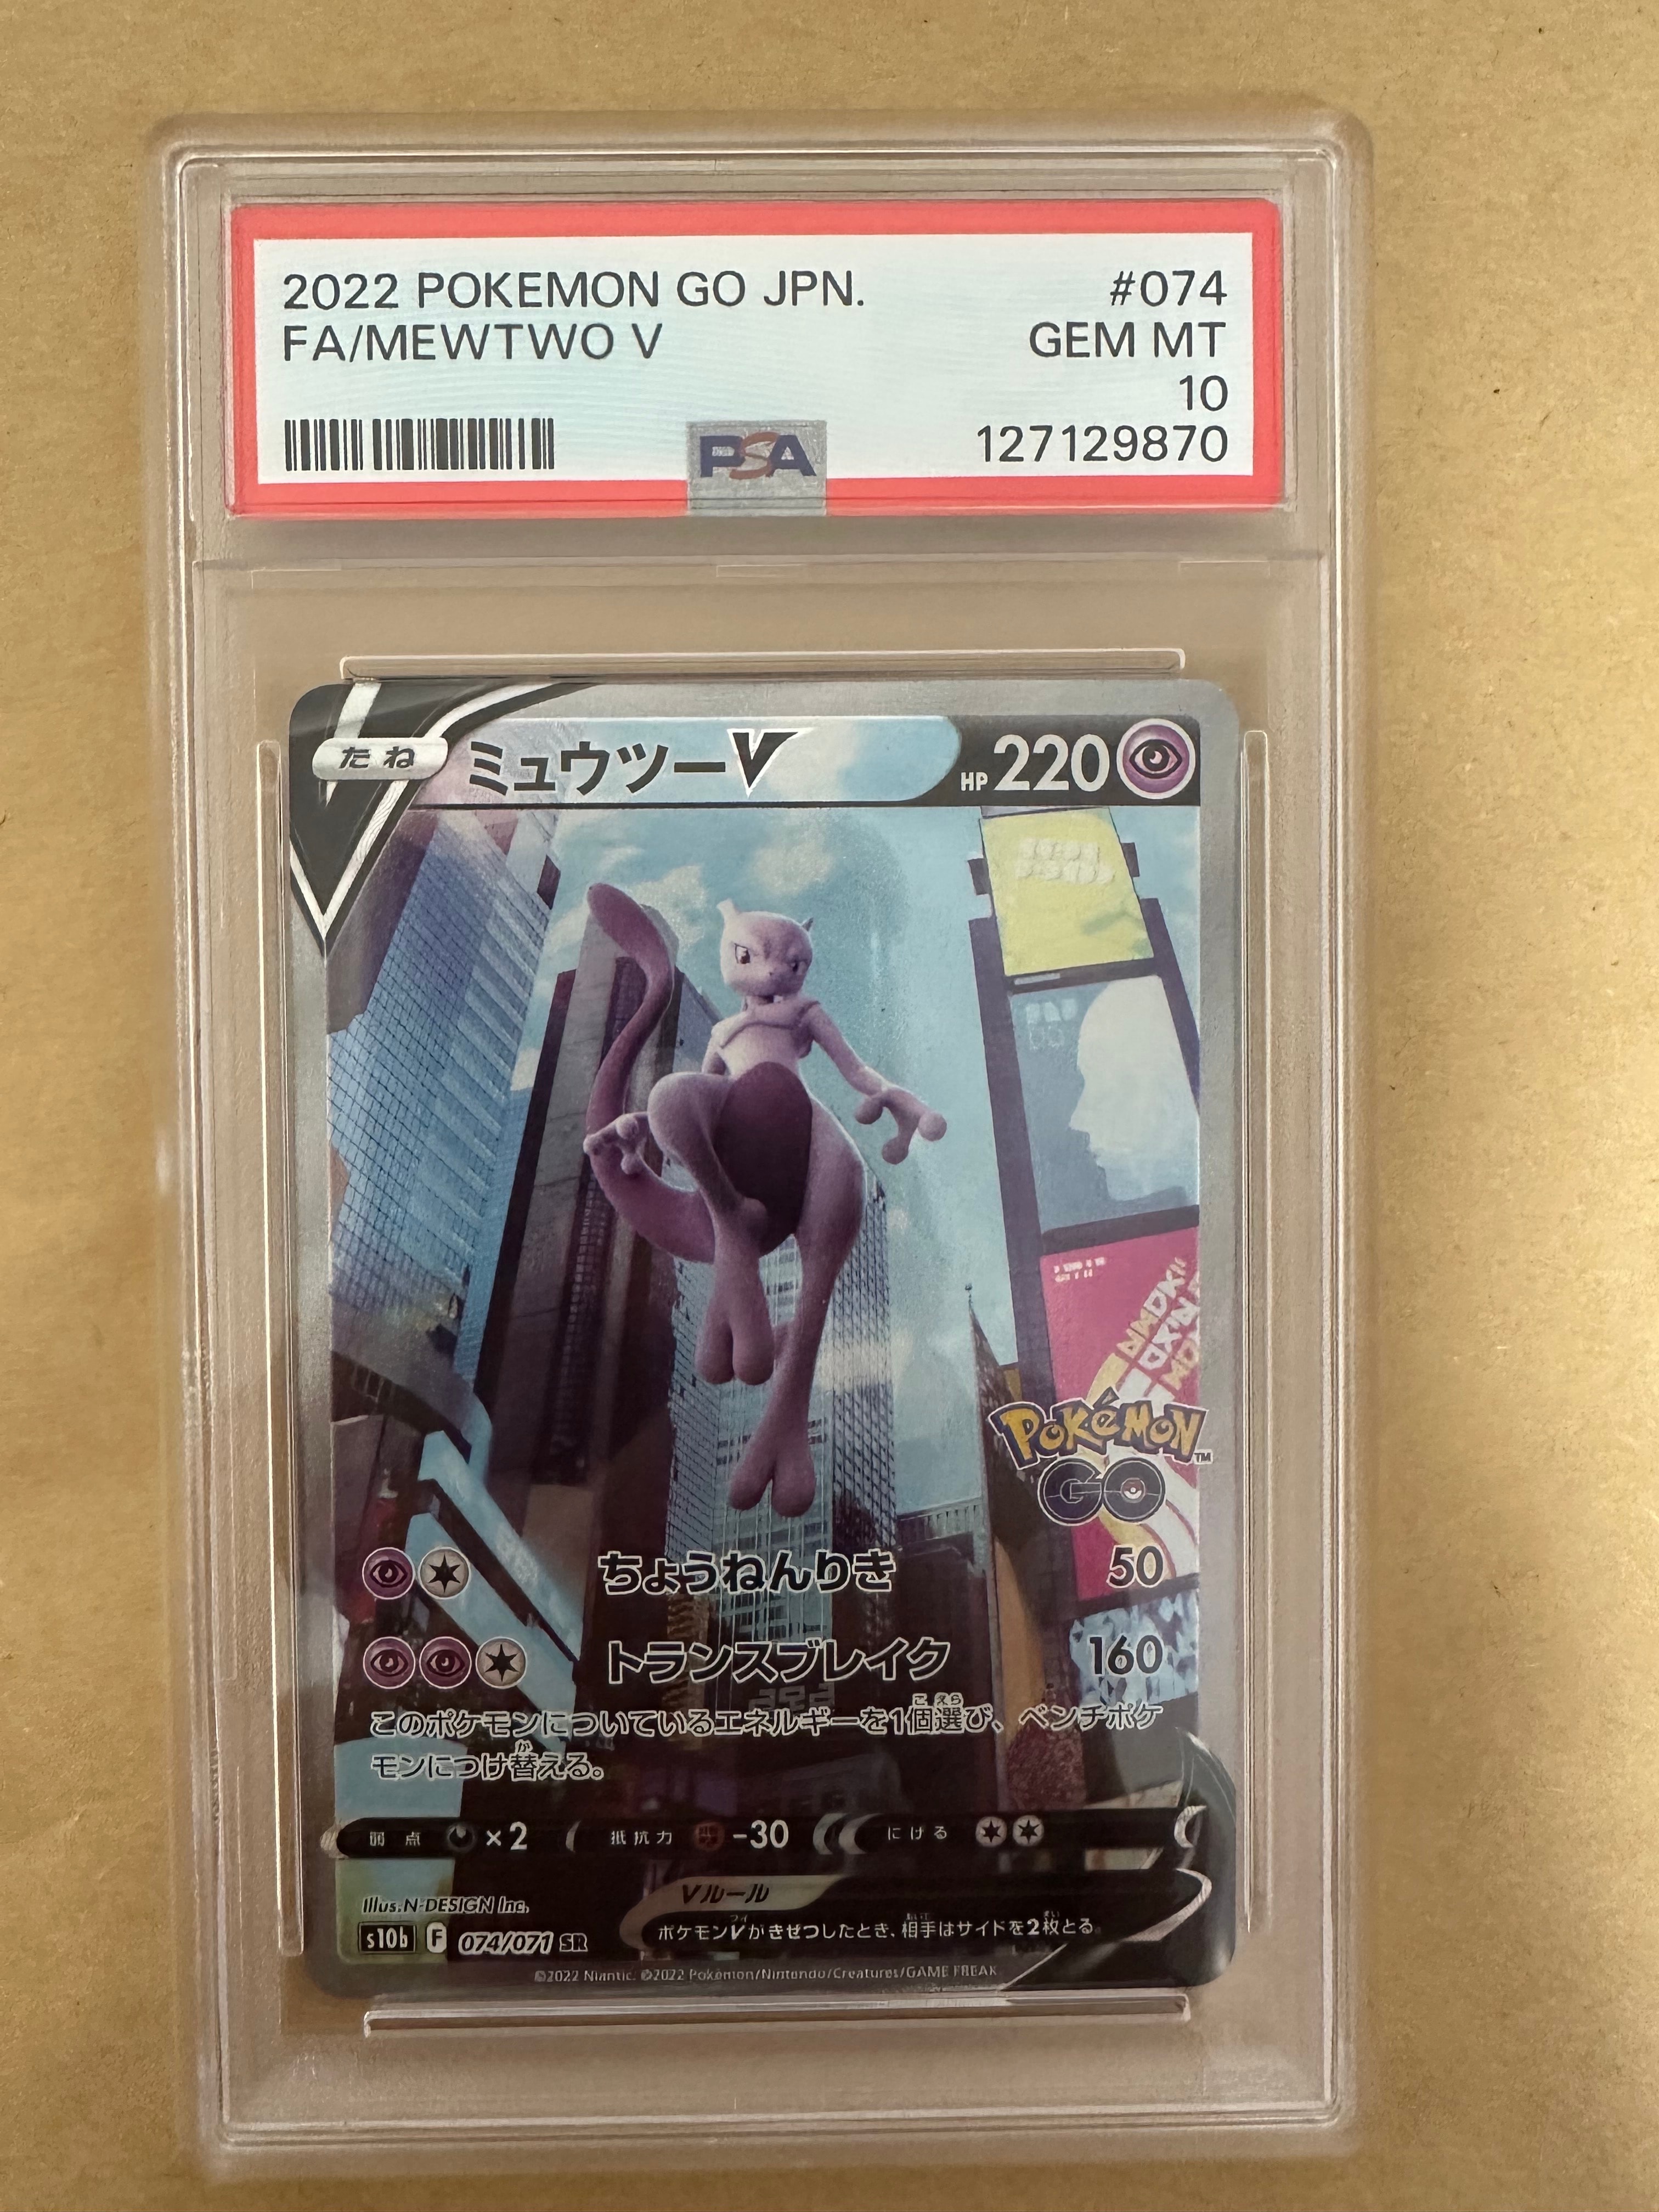 2022 POKEMON GO JPN. #074
FA/MEWTWO V GEM MT
10
PSA 127129870
たね ミュウツーV HP 220
Pokémon GO™
ちょうねんりき 50
トランスブレイク 160
このポケモンについているエネルギーを1個選び、ベンチポケ
モンにつけ替える。
弱点 ×2 抵抗力 -30 にげる
Illus. N-DESIGN Inc. Vルール
s10b F 074/071 SR ポケモンVがきぜつしたとき、相手はサイドを2枚とる。
©2022 Niantic. ©2022 Pokémon/Nintendo/Creatures/GAME FREAK